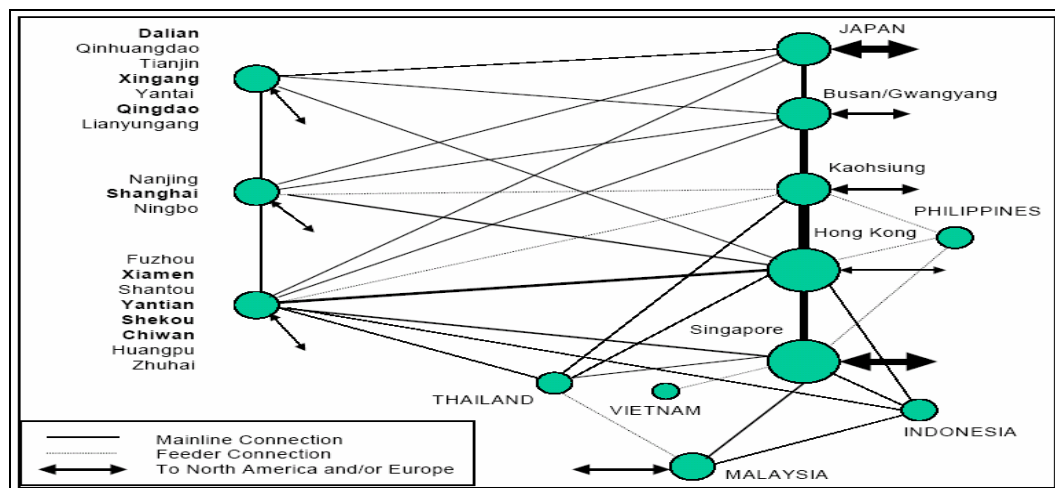 Dalian
Qinhuangdao
Tianjin
Xingang
Yantai
Qingdao
Lianyungang
Nanjing
Shanghai
Ningbo
Fuzhou
Xiamen
Shantou
Yantian
Shekou
Chiwan
Huangpu
Zhuhai
JAPAN
Busan/Gwangyang
Kaohsiung
PHILIPPINES
Hong Kong
Singapore
THAILAND
VIETNAM
INDONESIA
MALAYSIA
Mainline Connection
Feeder Connection
To North America and/or Europe